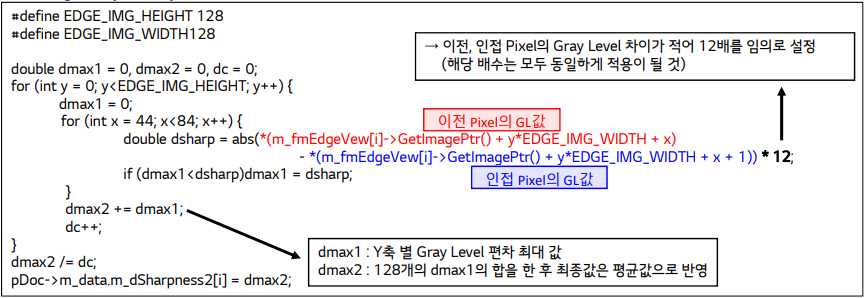 #define EDGE_IMG_HEIGHT 128
#define EDGE_IMG_WIDTH128
→ 이전, 인접 Pixel의 Gray Level 차이가 적어 12배를 임의로 설정
(해당 배수는 모두 동일하게 적용이 될 것)
double dmax1 = 0, dmax2 = 0, dc = 0;
for (int y = 0; y<EDGE_IMG_HEIGHT; y++) {
dmax1 = 0;
for (int x = 44; x<84; x++) {
이전 Pixel의 GL값
double dsharp = abs(*(m_fmEdgeVew[i]->GetImagePtr() + y*EDGE_IMG_WIDTH + x)
- *(m_fmEdgeVew[i]->GetImagePtr() + y*EDGE_IMG_WIDTH + x + 1)) * 12;
if (dmax1<dsharp)dmax1 = dsharp;
인접 Pixel의 GL값
}
dmax2 += dmax1;
dc++;
}
dmax1 : Y축 별 Gray Level 편차 최대 값
dmax2 : 128개의 dmax1의 합을 한 후 최종값은 평균값으로 반영
dmax2 /= dc;
pDoc->m_data.m_dSharpness2[i] = dmax2;